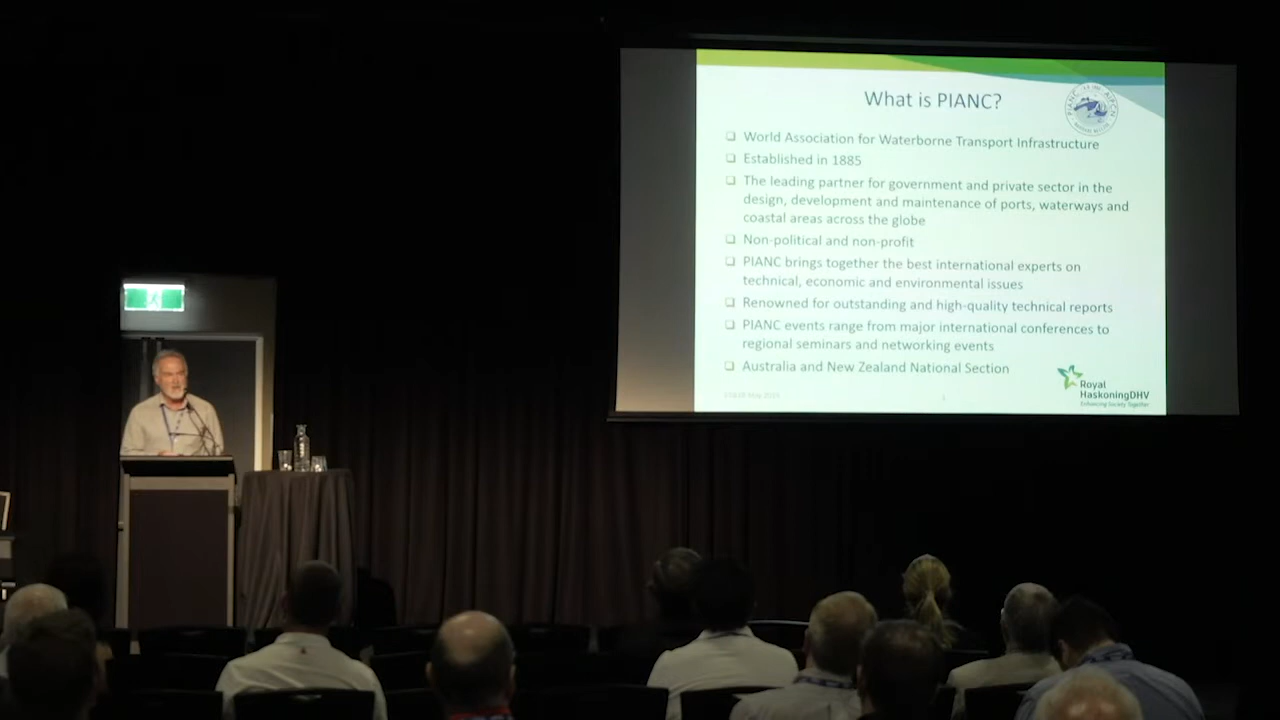 What is PIANC?
World Association for Waterborne Transport Infrastructure
Established in 1885
The leading partner for government and private sector in the
design, development and maintenance of ports, waterways and
coastal areas across the globe
Non-political and non-profit
PIANC brings together the best international experts on
technical, economic and environmental issues
Renowned for outstanding and high-quality technical reports
PIANC events range from major international conferences to
regional seminars and networking events
Australia and New Zealand National Section
Royal
HaskoningDHV
Enhancing Society Together